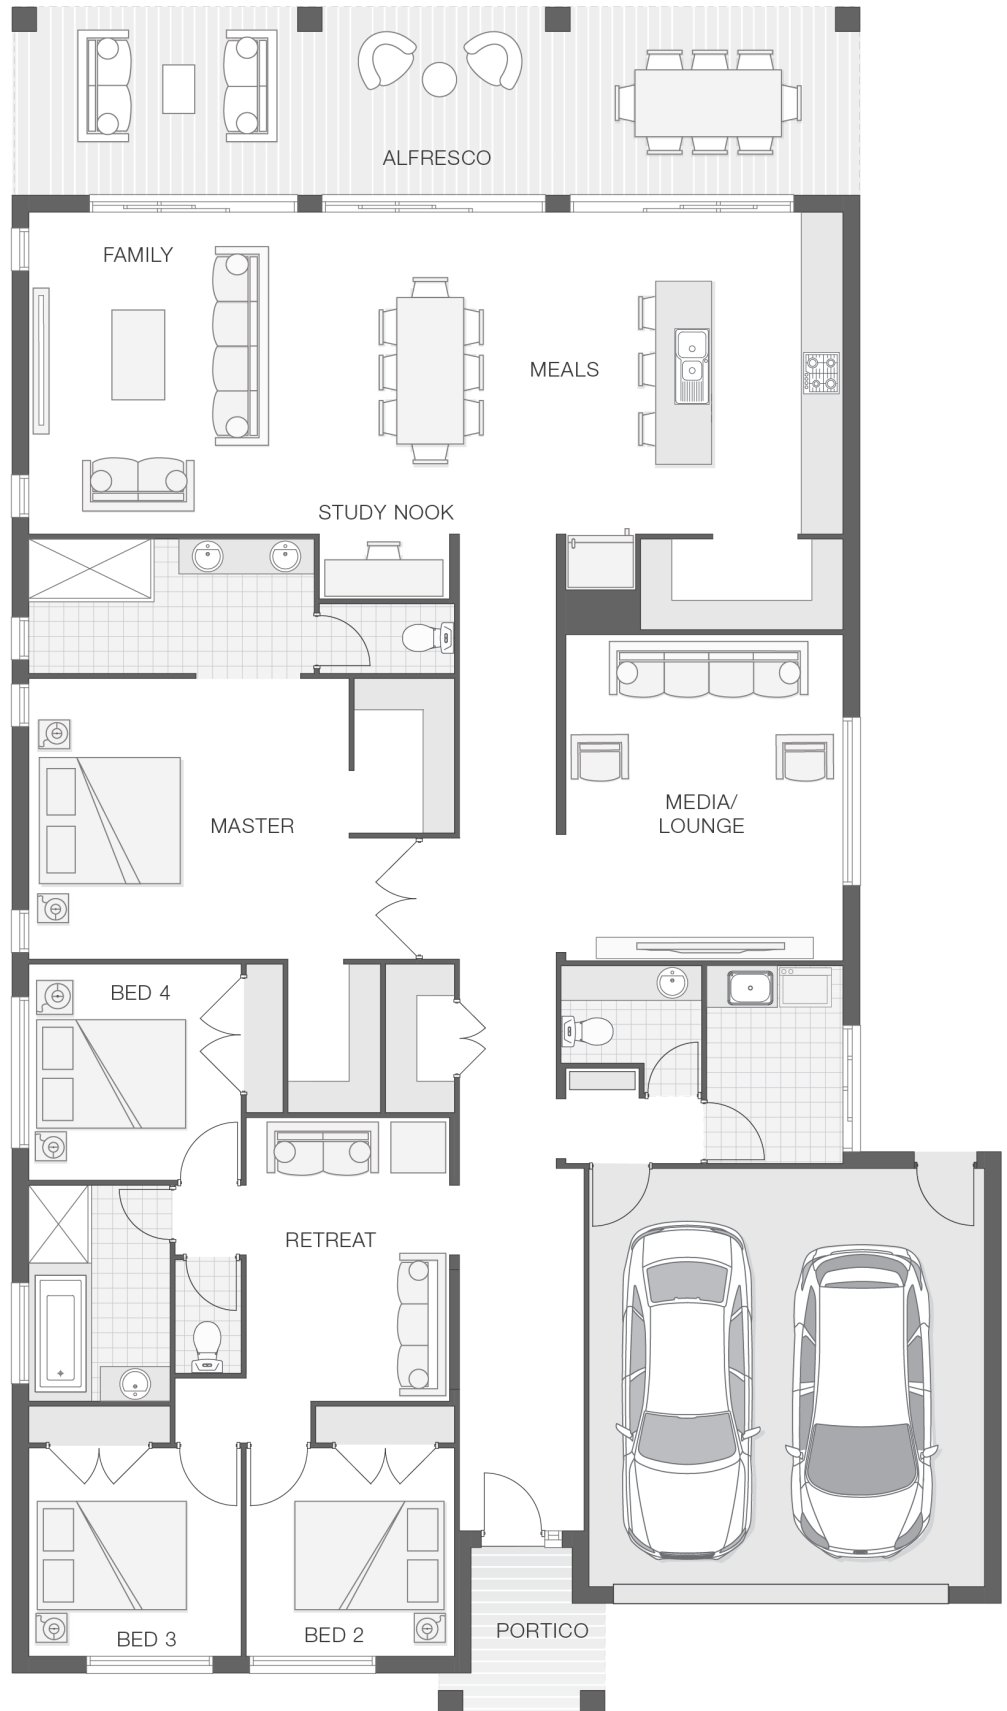 ALFRESCO
FAMILY
MEALS
STUDY NOOK
MASTER
MEDIA/
LOUNGE
BED 4
RETREAT
BED 3
BED 2
PORTICO